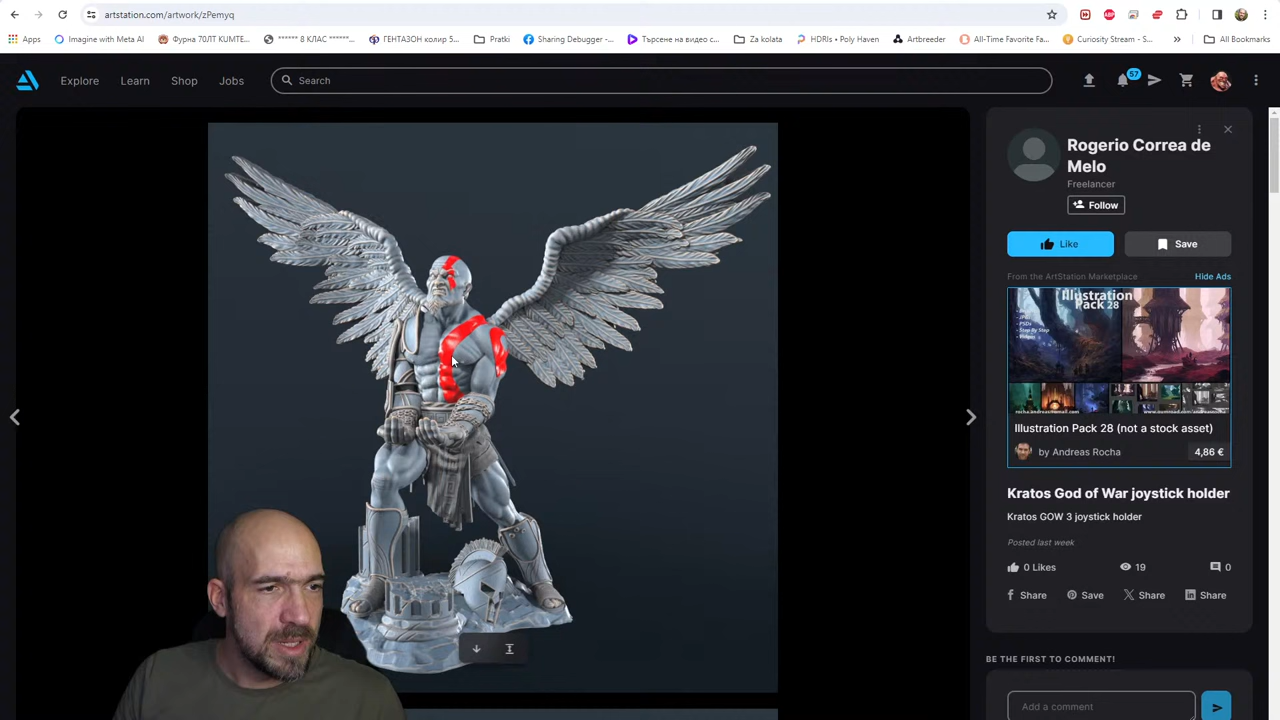 artstation.com/artwork/zPemyq
Apps
Imagine with Meta AI
Фурна 70ЛТ KUMTE...
****** 8 КЛАС ******...
ГЕНТАЗОН колир 5...
Pratki
Sharing Debugger -...
Търсене на видео с...
Za kolata
HDRIs • Poly Haven
Artbreeder
All-Time Favorite Fa...
Curiosity Stream - S...
»
All Bookmarks
Explore
Learn
Shop
Jobs
Search
57
Rogerio Correa de
Melo
Freelancer
Follow
Like
Save
From the ArtStation Marketplace
Hide Ads
Illustration
Pack 28
Illustration Pack 28 (not a stock asset)
by Andreas Rocha
4,86 €
Kratos God of War joystick holder
Kratos GOW 3 joystick holder
Posted last week
0 Likes
19
0
Share
Save
Share
Share
BE THE FIRST TO COMMENT!
Add a comment